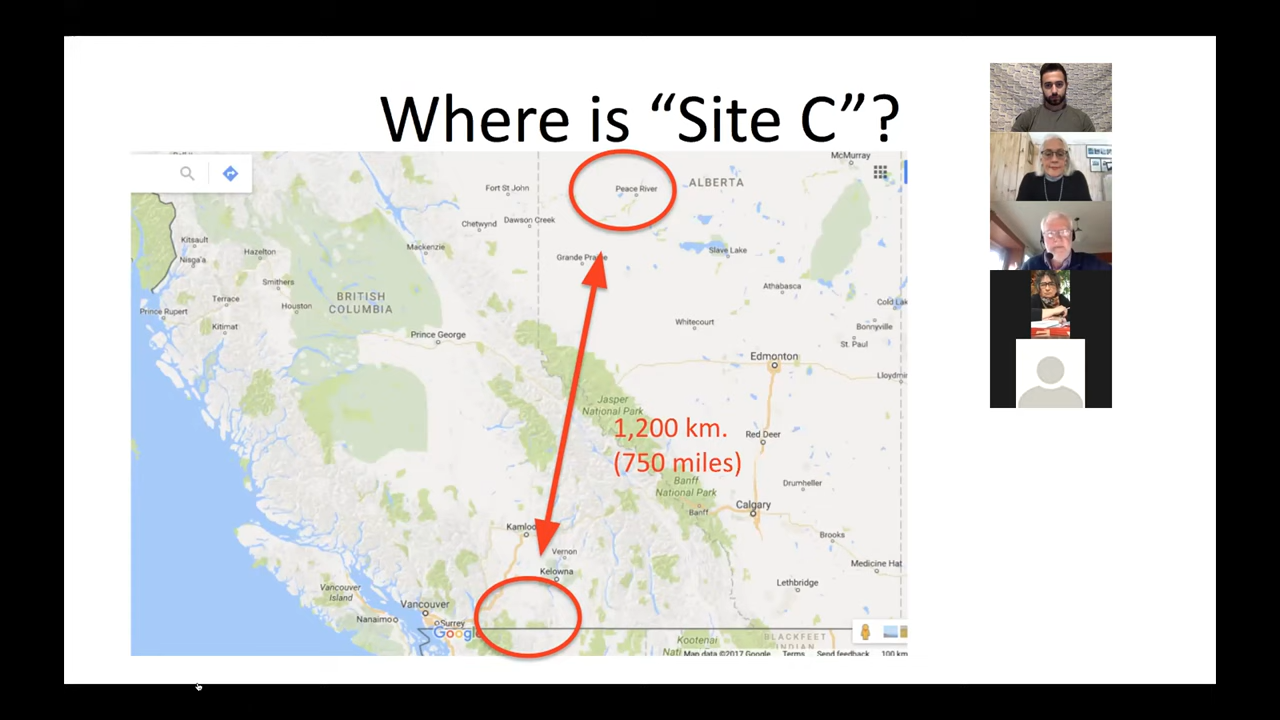 Where is “Site C”?
McMurray
Fort St John
Peace River
ALBERTA
Chetwynd
Dawson Creek
Kitsault
Nisga'a
Hazelton
Mackenzie
Grande Prairie
Slave Lake
Smithers
Athabasca
Terrace
Houston
BRITISH
COLUMBIA
Cold Lak
Prince Rupert
Kitimat
Prince George
Whitecourt
Bonnyville
St. Paul
Edmonton
Lloydmin
Jasper
National Park
1,200 km.
(750 miles)
Red Deer
Banff
National Park
Drumheller
Banff
Calgary
Kamloo
Brooks
Vernon
Kelowna
Medicine Hat
Lethbridge
Vancouver
Island
Vancouver
Nanaimo
Surrey
Google
Kootenai
Nati
BLACKFEET
INDIAN
Map data ©2017 Google
Terms
Send feedback
100 km